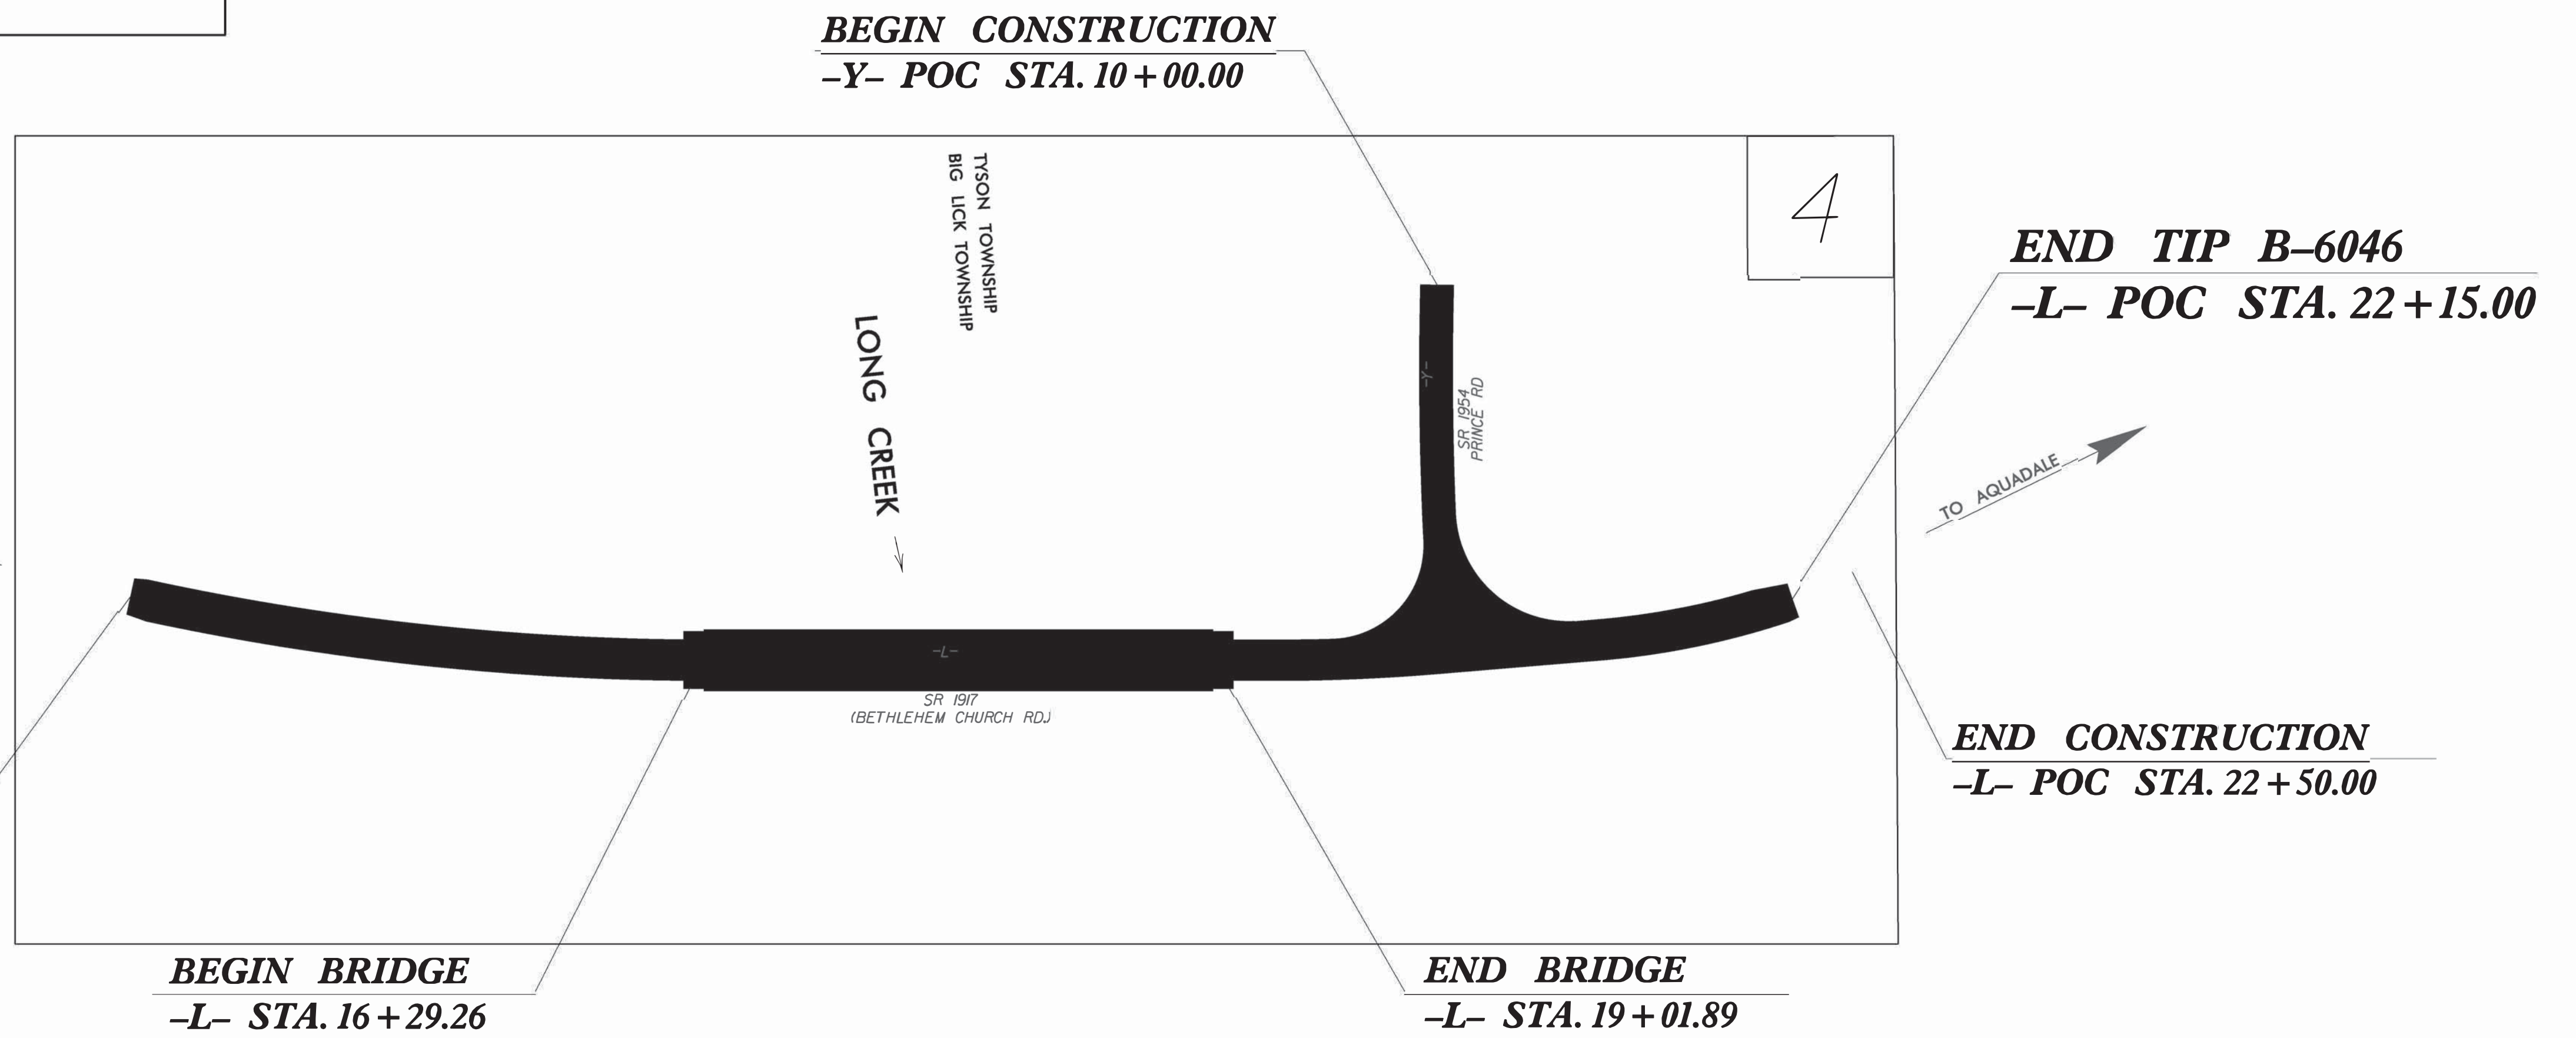 BEGIN CONSTRUCTION
–Y– POC STA. 10+00.00
4
TYSON TOWNSHIP
BIG LICK TOWNSHIP
LONG CREEK
END TIP B–6046
–L– POC STA. 22+15.00
–Y–
SR 1954
PRINCE RD
TO AQUADALE
–L–
SR 1917
(BETHLEHEM CHURCH RD.)
END CONSTRUCTION
–L– POC STA. 22+50.00
BEGIN BRIDGE
–L– STA. 16+29.26
END BRIDGE
–L– STA. 19+01.89